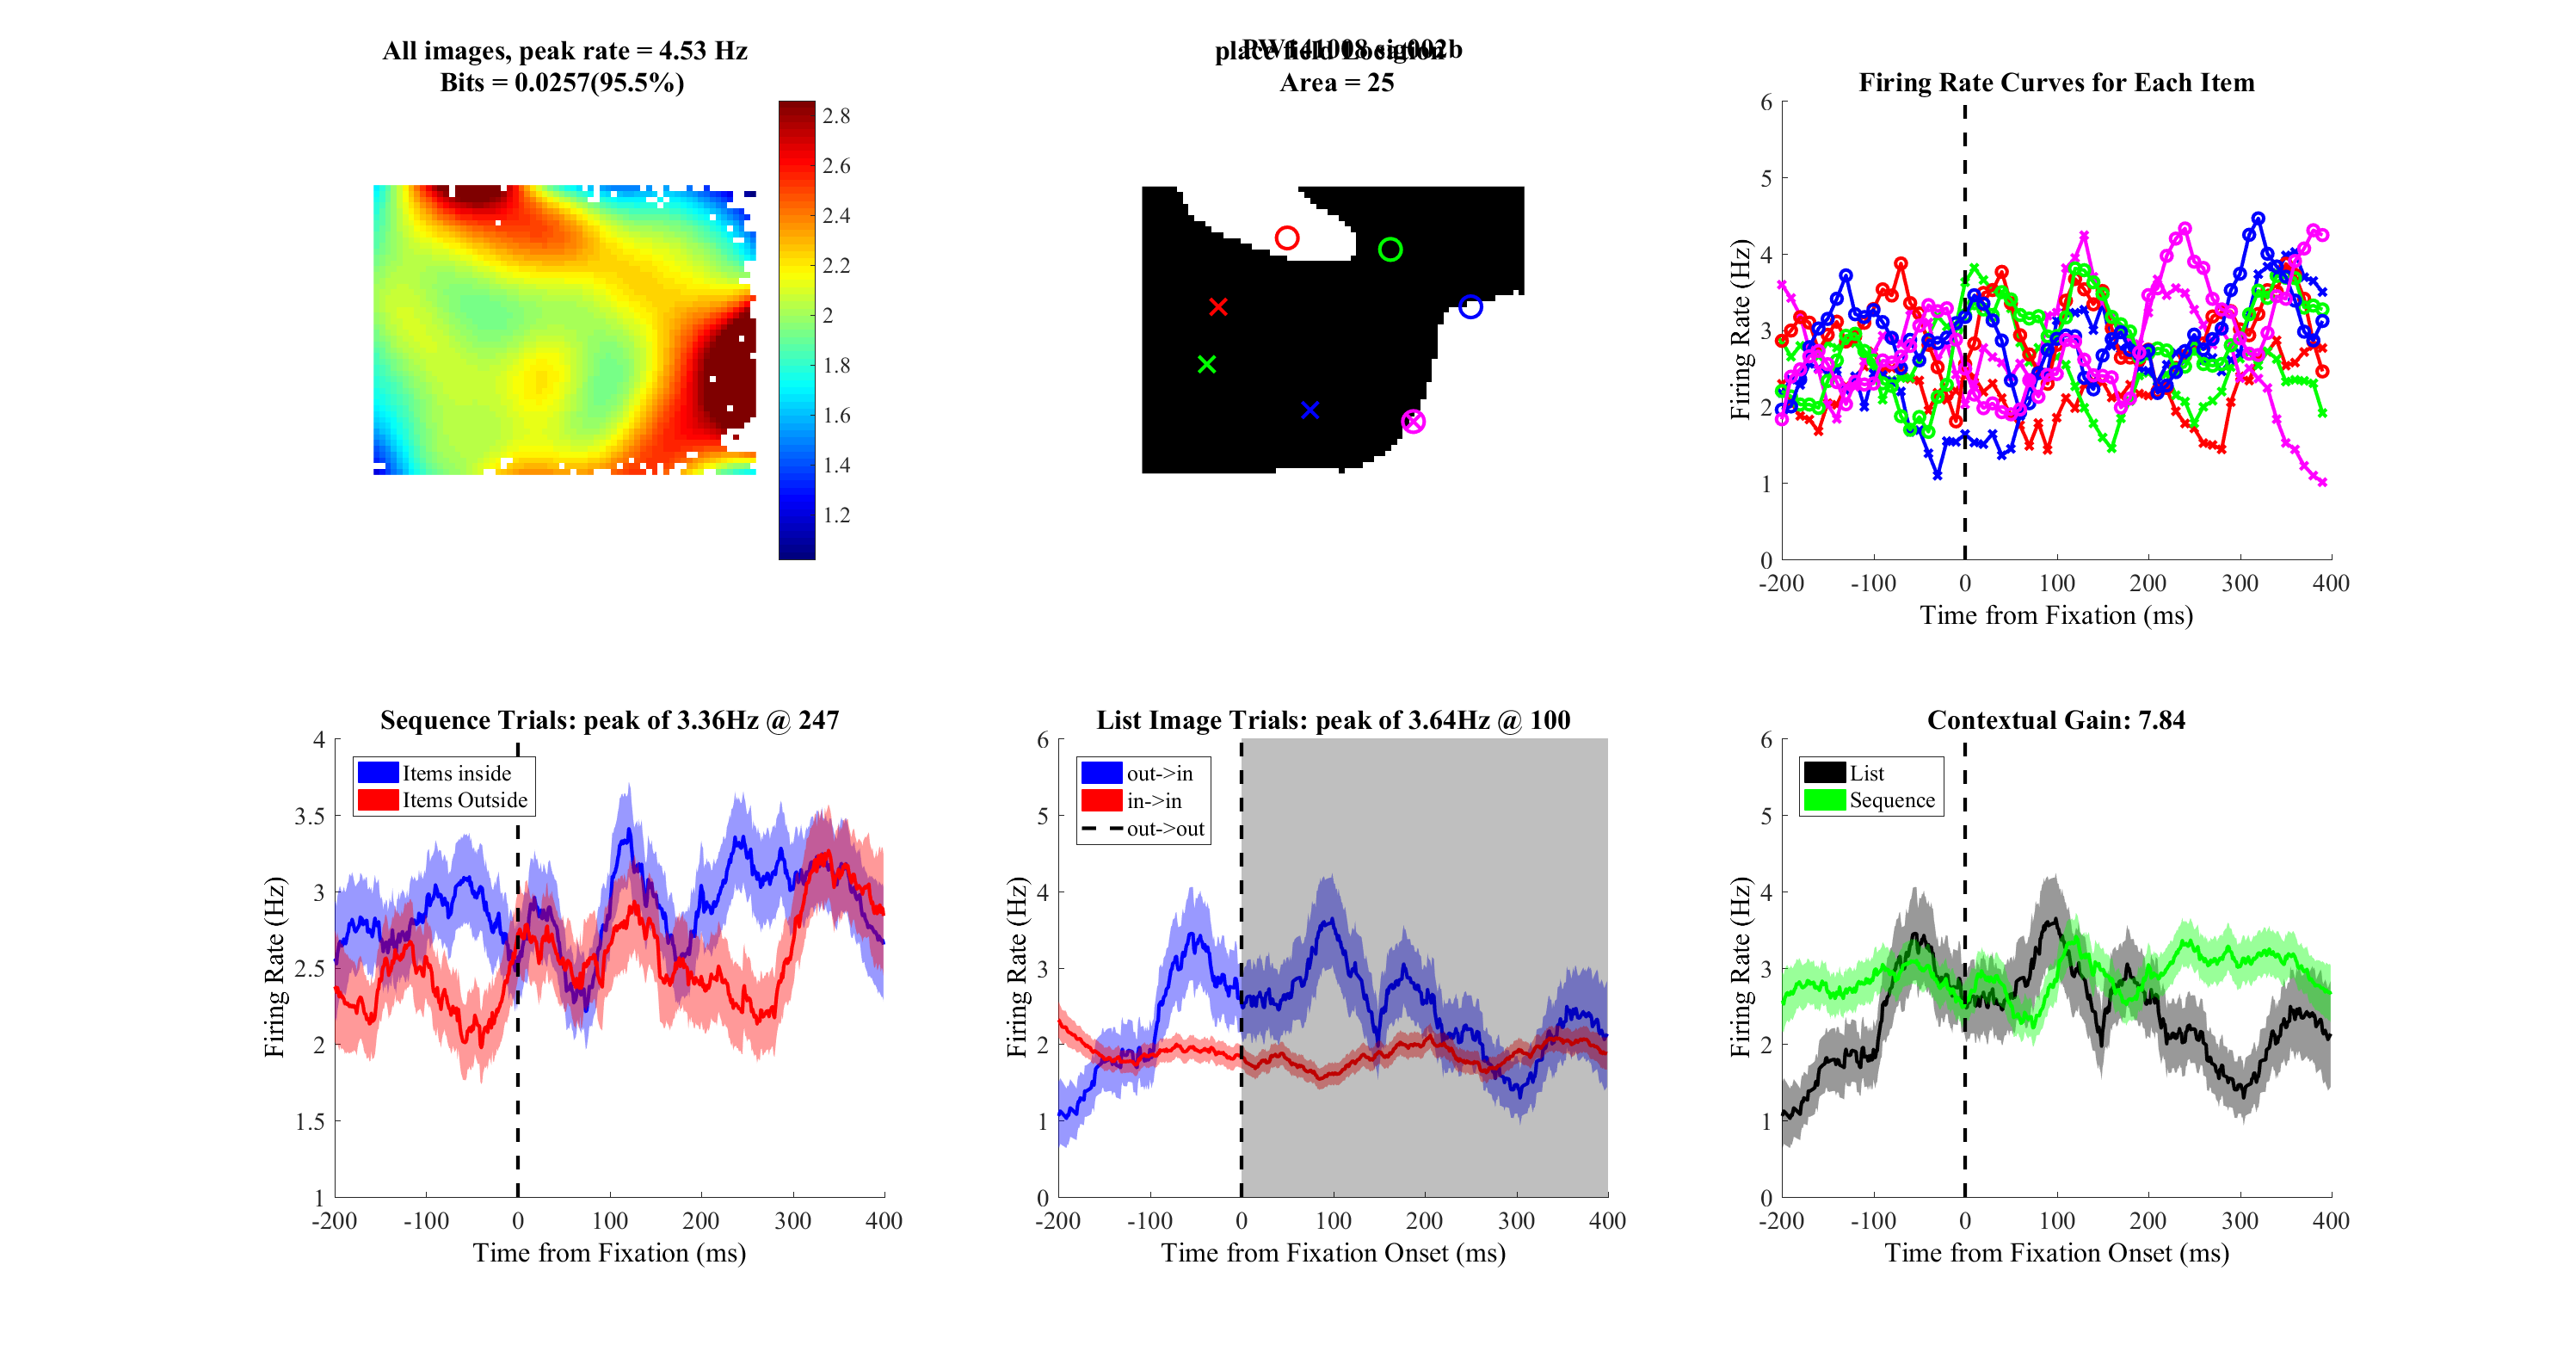 All images, peak rate = 4.53 Hz
Bits = 0.0257(95.5%)
2.8
2.6
2.4
2.2
2
1.8
1.6
1.4
1.2
Area = 25
Firing Rate Curves for Each Item
6
5
4
3
2
1
0
-200 -100 0 100 200 300 400
Firing Rate (Hz)
Time from Fixation (ms)
Sequence Trials: peak of 3.36Hz @ 247
Items inside
Items Outside
4
3.5
3
2.5
2
1.5
1
-200 -100 0 100 200 300 400
Firing Rate (Hz)
Time from Fixation (ms)
List Image Trials: peak of 3.64Hz @ 100
out->in
in->in
out->out
6
5
4
3
2
1
0
-200 -100 0 100 200 300 400
Firing Rate (Hz)
Time from Fixation Onset (ms)
Contextual Gain: 7.84
List
Sequence
6
5
4
3
2
1
0
-200 -100 0 100 200 300 400
Firing Rate (Hz)
Time from Fixation Onset (ms)